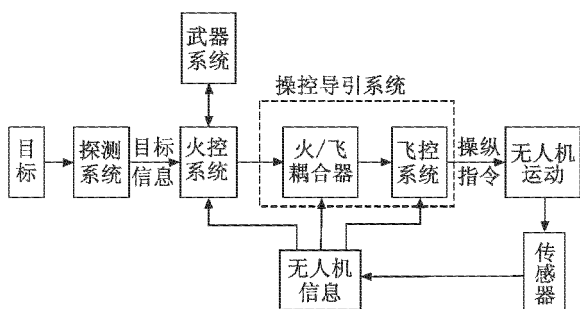 武器
系统
操控导引系统
目
标
探测
系统
目标
信息
火控
系统
火/飞
耦合器
飞控
系统
操纵
指令
无人机
运动
无人机
信息
传
感
器